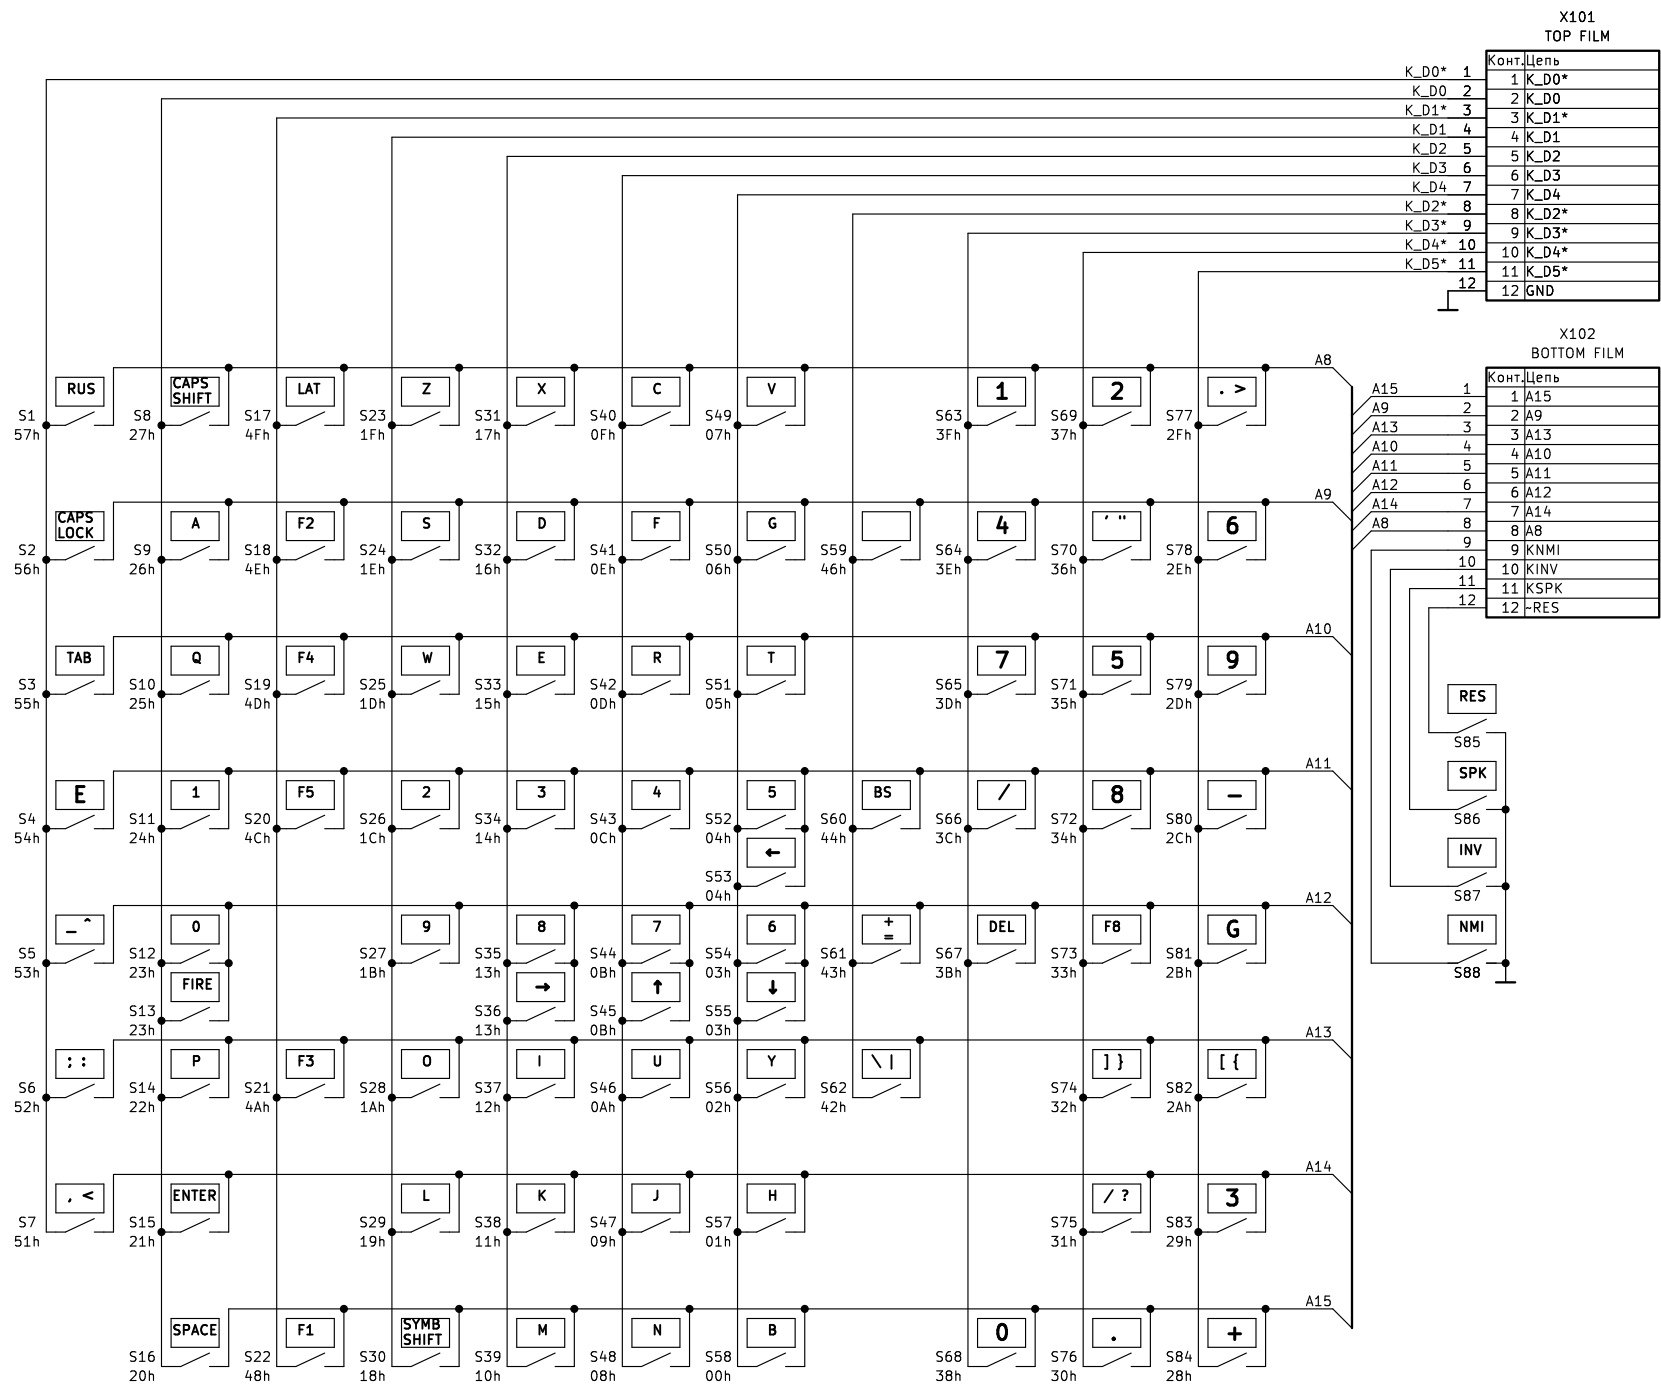 X101
TOP FILM
Конт. Цепь
K_D0* 1 1 K_D0*
K_D0 2 2 K_D0
K_D1* 3 3 K_D1*
K_D1 4 4 K_D1
K_D2 5 5 K_D2
K_D3 6 6 K_D3
K_D4 7 7 K_D4
K_D2* 8 8 K_D2*
K_D3* 9 9 K_D3*
K_D4* 10 10 K_D4*
K_D5* 11 11 K_D5*
12 12 GND
X102
BOTTOM FILM
Конт. Цепь
A15 1 1 A15
A9 2 2 A9
A13 3 3 A13
A10 4 4 A10
A11 5 5 A11
A12 6 6 A12
A14 7 7 A14
A8 8 8 A8
9 9 KNMI
10 10 KINV
11 11 KSPK
12 12 ~RES
A8
RUS CAPS SHIFT LAT Z X C V 1 2 . >
S1 S8 S17 S23 S31 S40 S49 S63 S69 S77
57h 27h 4Fh 1Fh 17h 0Fh 07h 3Fh 37h 2Fh
A9
CAPS LOCK A F2 S D F G 4 ' " 6
S2 S9 S18 S24 S32 S41 S50 S59 S64 S70 S78
56h 26h 4Eh 1Eh 16h 0Eh 06h 46h 3Eh 36h 2Eh
A10
TAB Q F4 W E R T 7 5 9
S3 S10 S19 S25 S33 S42 S51 S65 S71 S79
55h 25h 4Dh 1Dh 15h 0Dh 05h 3Dh 35h 2Dh
A11
E 1 F5 2 3 4 5 BS / 8 -
S4 S11 S20 S26 S34 S43 S52 S60 S66 S72 S80
54h 24h 4Ch 1Ch 14h 0Ch 04h 44h 3Ch 34h 2Ch
←
S53
04h
A12
_ ^ 0 9 8 7 6 + = DEL F8 G
S5 S12 S27 S35 S44 S54 S61 S67 S73 S81
53h 23h 1Bh 13h 0Bh 03h 43h 3Bh 33h 2Bh
FIRE → ↑ ↓
S13 S36 S45 S55
23h 13h 0Bh 03h
A13
; : P F3 O I U Y \ | ] } [ {
S6 S14 S21 S28 S37 S46 S56 S62 S74 S82
52h 22h 4Ah 1Ah 12h 0Ah 02h 42h 32h 2Ah
A14
, < ENTER L K J H / ? 3
S7 S15 S29 S38 S47 S57 S75 S83
51h 21h 19h 11h 09h 01h 31h 29h
A15
SPACE F1 SYMB SHIFT M N B 0 . +
S16 S22 S30 S39 S48 S58 S68 S76 S84
20h 48h 18h 10h 08h 00h 38h 30h 28h
RES
S85
SPK
S86
INV
S87
NMI
S88